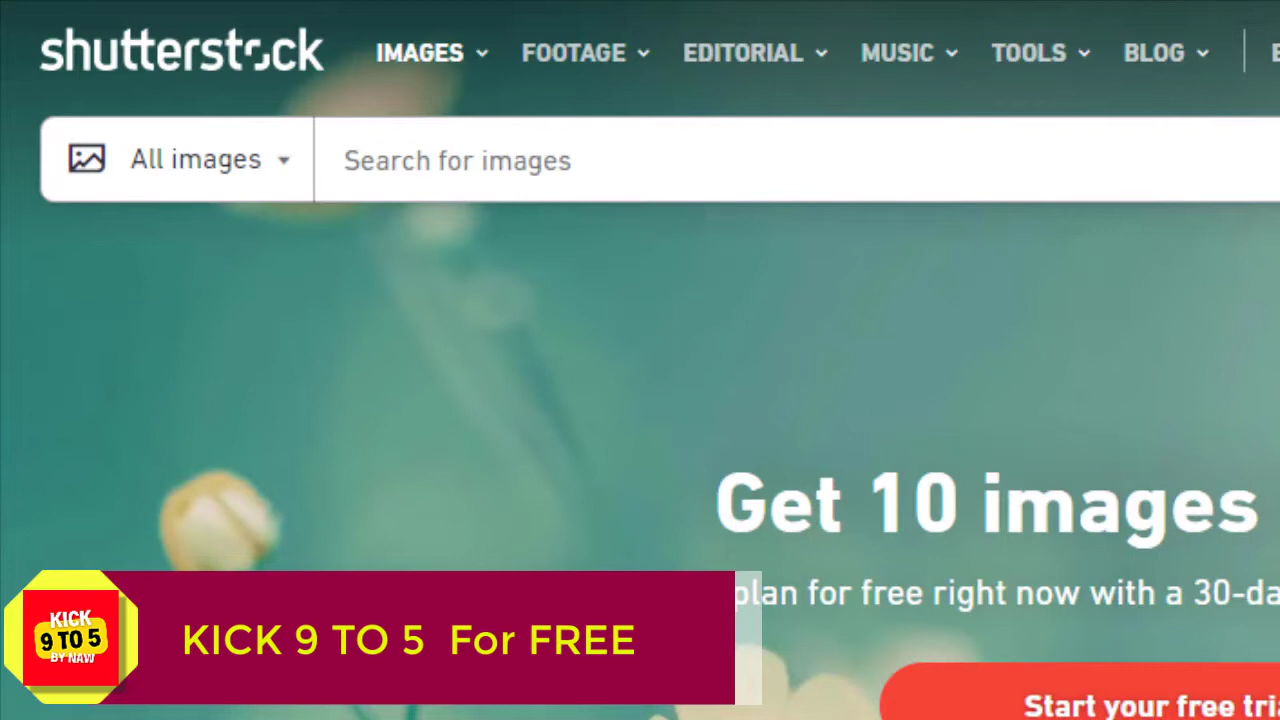 shutterstock IMAGES FOOTAGE EDITORIAL MUSIC TOOLS BLOG
All images Search for images
Get 10 images
plan for free right now with a 30-da
Start your free tria
KICK 9 TO 5 For FREE
KICK
9 TO 5
BY NAW